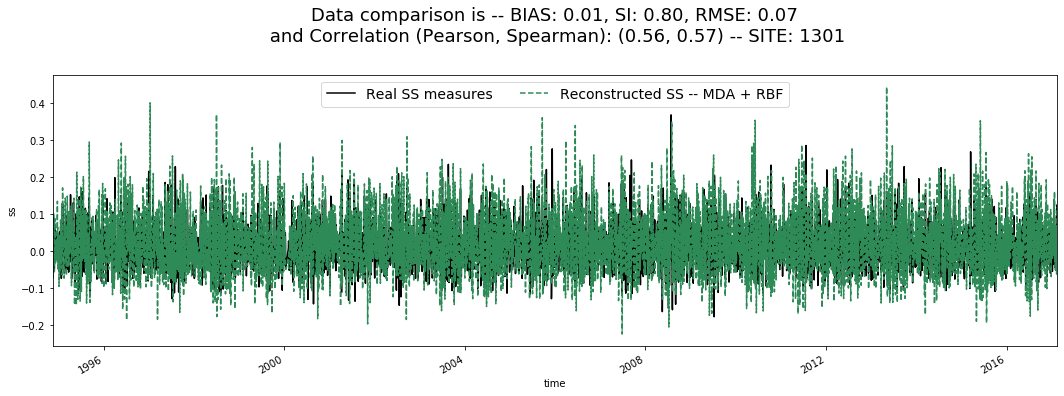 Data comparison is -- BIAS: 0.01, SI: 0.80, RMSE: 0.07
and Correlation (Pearson, Spearman): (0.56, 0.57) -- SITE: 1301
Real SS measures
Reconstructed SS -- MDA + RBF
0.4
0.3
0.2
0.1
0.0
−0.1
−0.2
ss
1996
2000
2004
2008
2012
2016
time